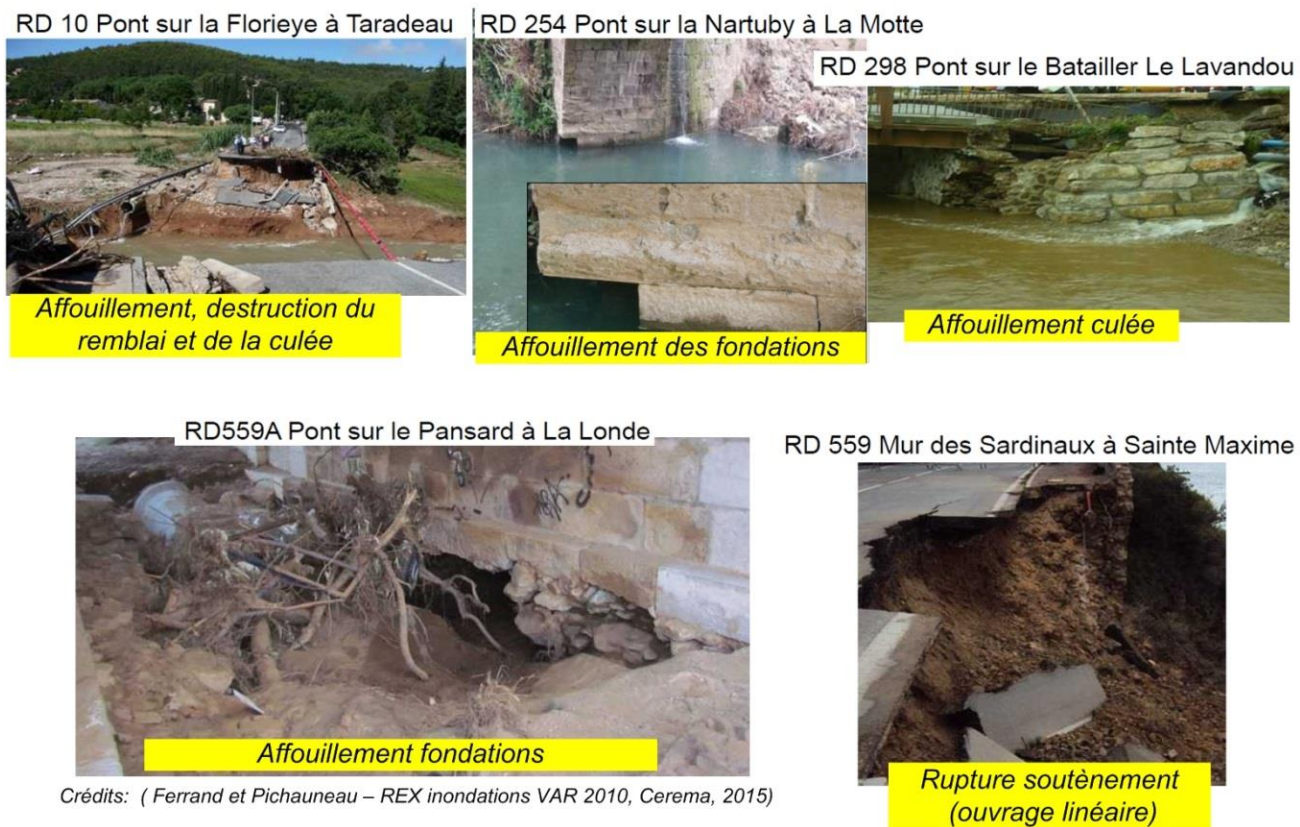 RD 10 Pont sur la Florieye à Taradeau
RD 254 Pont sur la Nartuby à La Motte
RD 298 Pont sur le Batailler Le Lavandou
Affouillement, destruction du
remblai et de la culée
Affouillement des fondations
Affouillement culée
RD559A Pont sur le Pansard à La Londe
RD 559 Mur des Sardinaux à Sainte Maxime
Affouillement fondations
Rupture soutènement
(ouvrage linéaire)
Crédits: ( Ferrand et Pichauneau – REX inondations VAR 2010, Cerema, 2015)